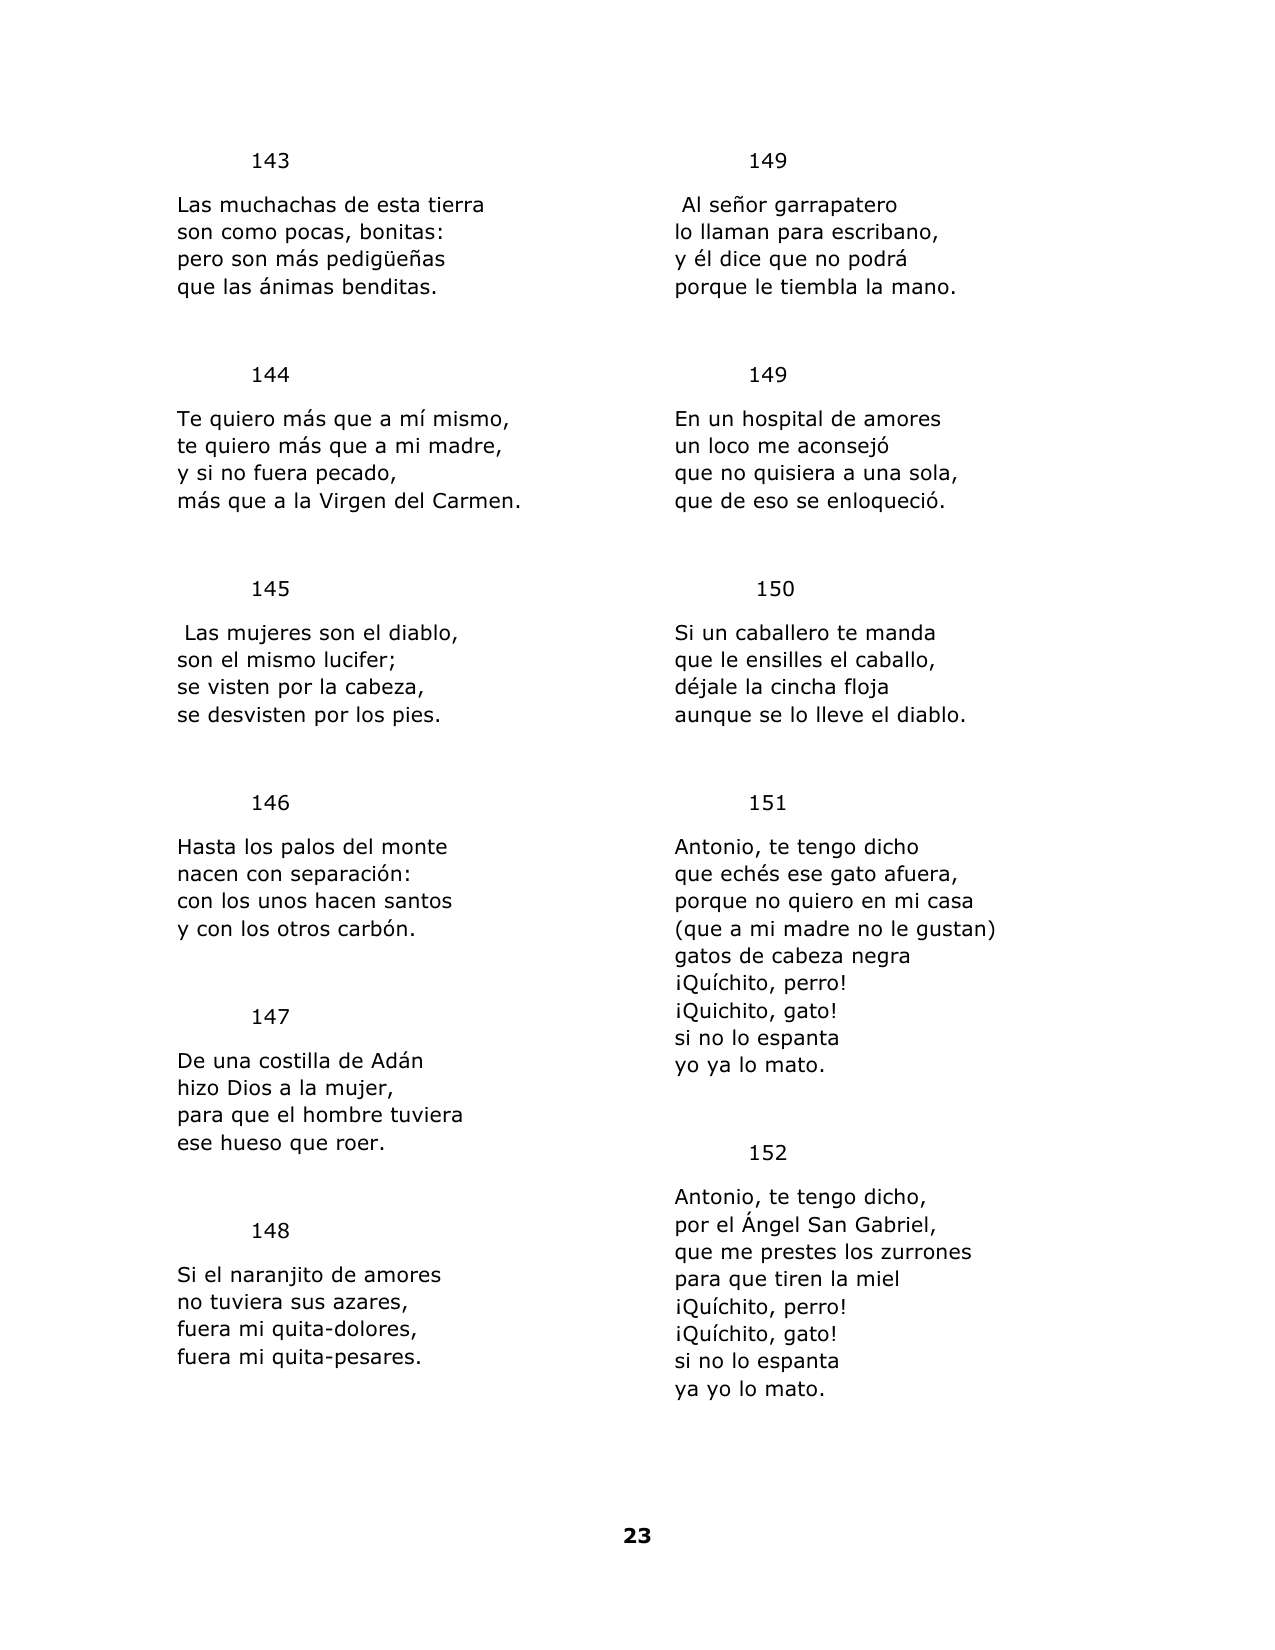 143
Las muchachas de esta tierra
son como pocas, bonitas:
pero son más pedigüeñas
que las ánimas benditas.
144
Te quiero más que a mí mismo,
te quiero más que a mi madre,
y si no fuera pecado,
más que a la Virgen del Carmen.
145
Las mujeres son el diablo,
son el mismo lucifer;
se visten por la cabeza,
se desvisten por los pies.
146
Hasta los palos del monte
nacen con separación:
con los unos hacen santos
y con los otros carbón.
147
De una costilla de Adán
hizo Dios a la mujer,
para que el hombre tuviera
ese hueso que roer.
148
Si el naranjito de amores
no tuviera sus azares,
fuera mi quita-dolores,
fuera mi quita-pesares.
149
Al señor garrapatero
lo llaman para escribano,
y él dice que no podrá
porque le tiembla la mano.
149
En un hospital de amores
un loco me aconsejó
que no quisiera a una sola,
que de eso se enloqueció.
150
Si un caballero te manda
que le ensilles el caballo,
déjale la cincha floja
aunque se lo lleve el diablo.
151
Antonio, te tengo dicho
que echés ese gato afuera,
porque no quiero en mi casa
(que a mi madre no le gustan)
gatos de cabeza negra
¡Quíchito, perro!
¡Quichito, gato!
si no lo espanta
yo ya lo mato.
152
Antonio, te tengo dicho,
por el Ángel San Gabriel,
que me prestes los zurrones
para que tiren la miel
¡Quíchito, perro!
¡Quíchito, gato!
si no lo espanta
ya yo lo mato.
23